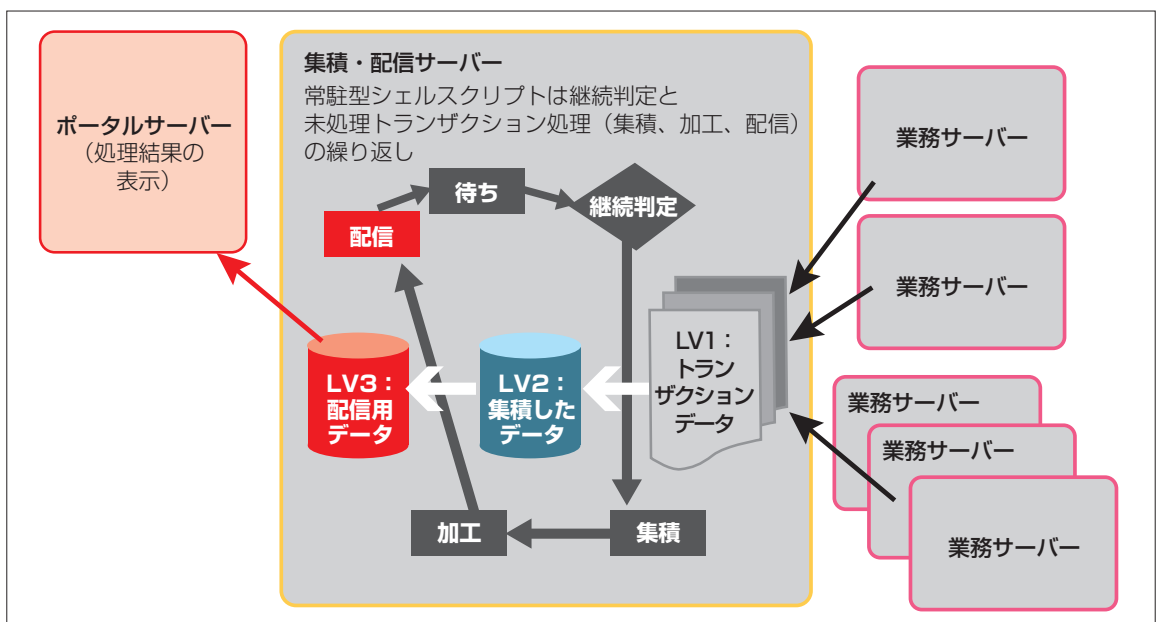 ポータルサーバー
（処理結果の
表示）
集積・配信サーバー
常駐型シェルスクリプトは継続判定と
未処理トランザクション処理（集積、加工、配信）
の繰り返し
待ち
継続判定
配信
LV3：
配信用
データ
LV2：
集積した
データ
LV1：
トラン
ザクション
データ
加工
集積
業務サーバー
業務サーバー
業務サーバー
業務サーバー
業務サーバー